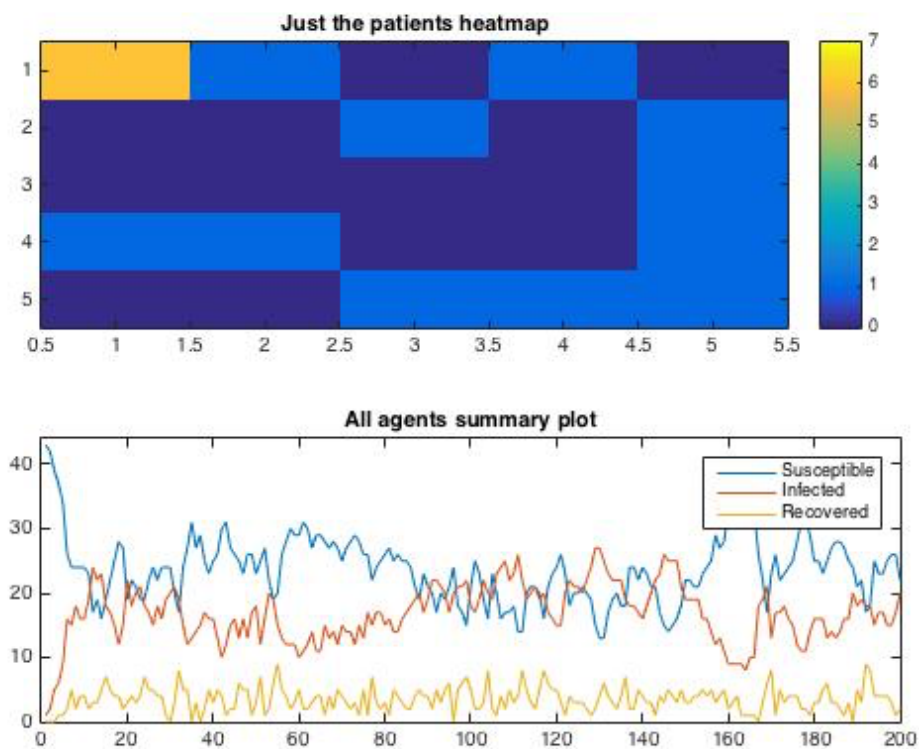 Just the patients heatmap
1
2
3
4
5
0.5 1 1.5 2 2.5 3 3.5 4 4.5 5 5.5
7
6
5
4
3
2
1
0
All agents summary plot
40
30
20
10
0
Susceptible
Infected
Recovered
0 20 40 60 80 100 120 140 160 180 200